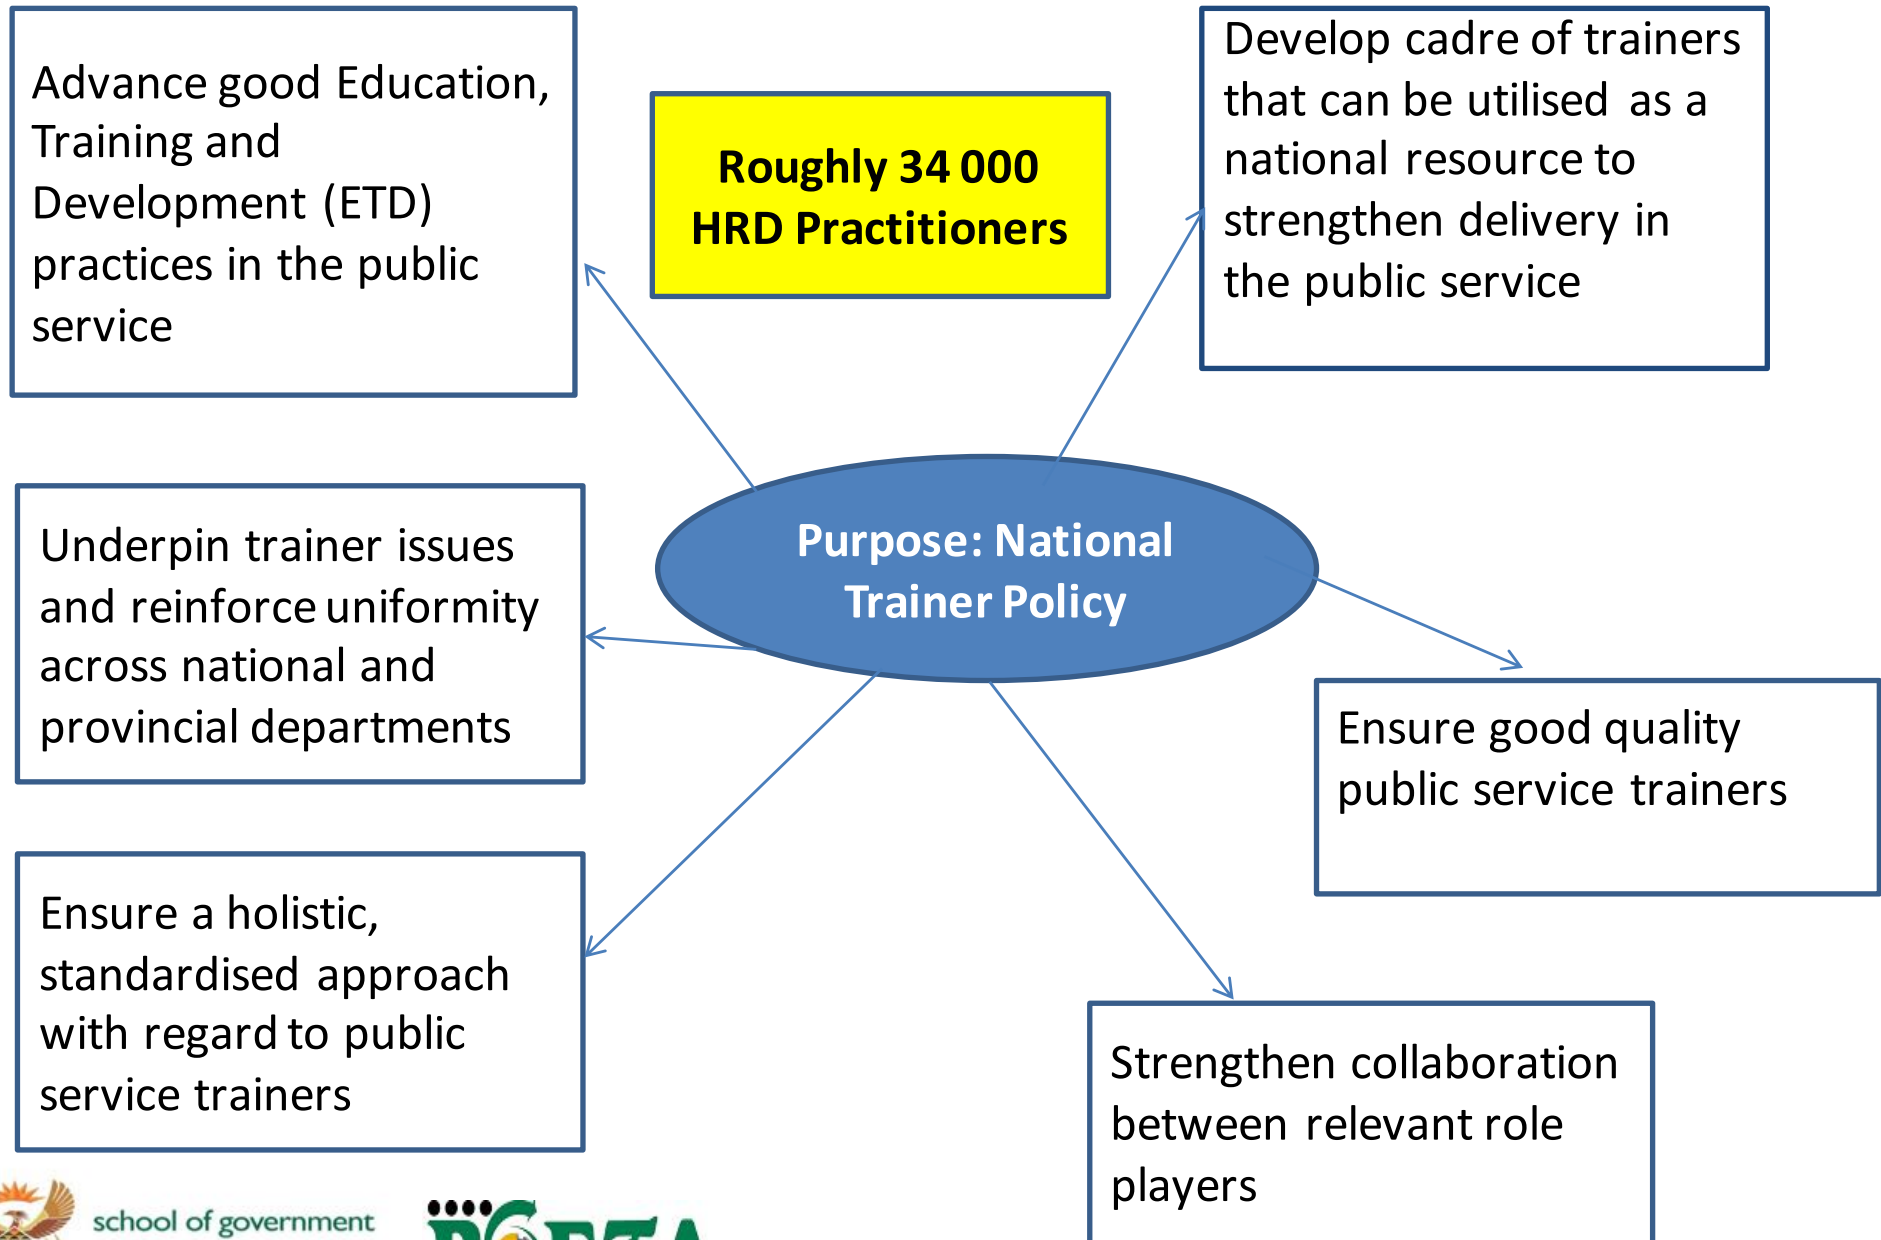 Advance good Education,
Training and
Development (ETD)
practices in the public
service
Roughly 34 000
HRD Practitioners
Develop cadre of trainers
that can be utilised as a
national resource to
strengthen delivery in
the public service
Purpose: National
Trainer Policy
Underpin trainer issues
and reinforce uniformity
across national and
provincial departments
Ensure good quality
public service trainers
Ensure a holistic,
standardised approach
with regard to public
service trainers
Strengthen collaboration
between relevant role
players
school of government